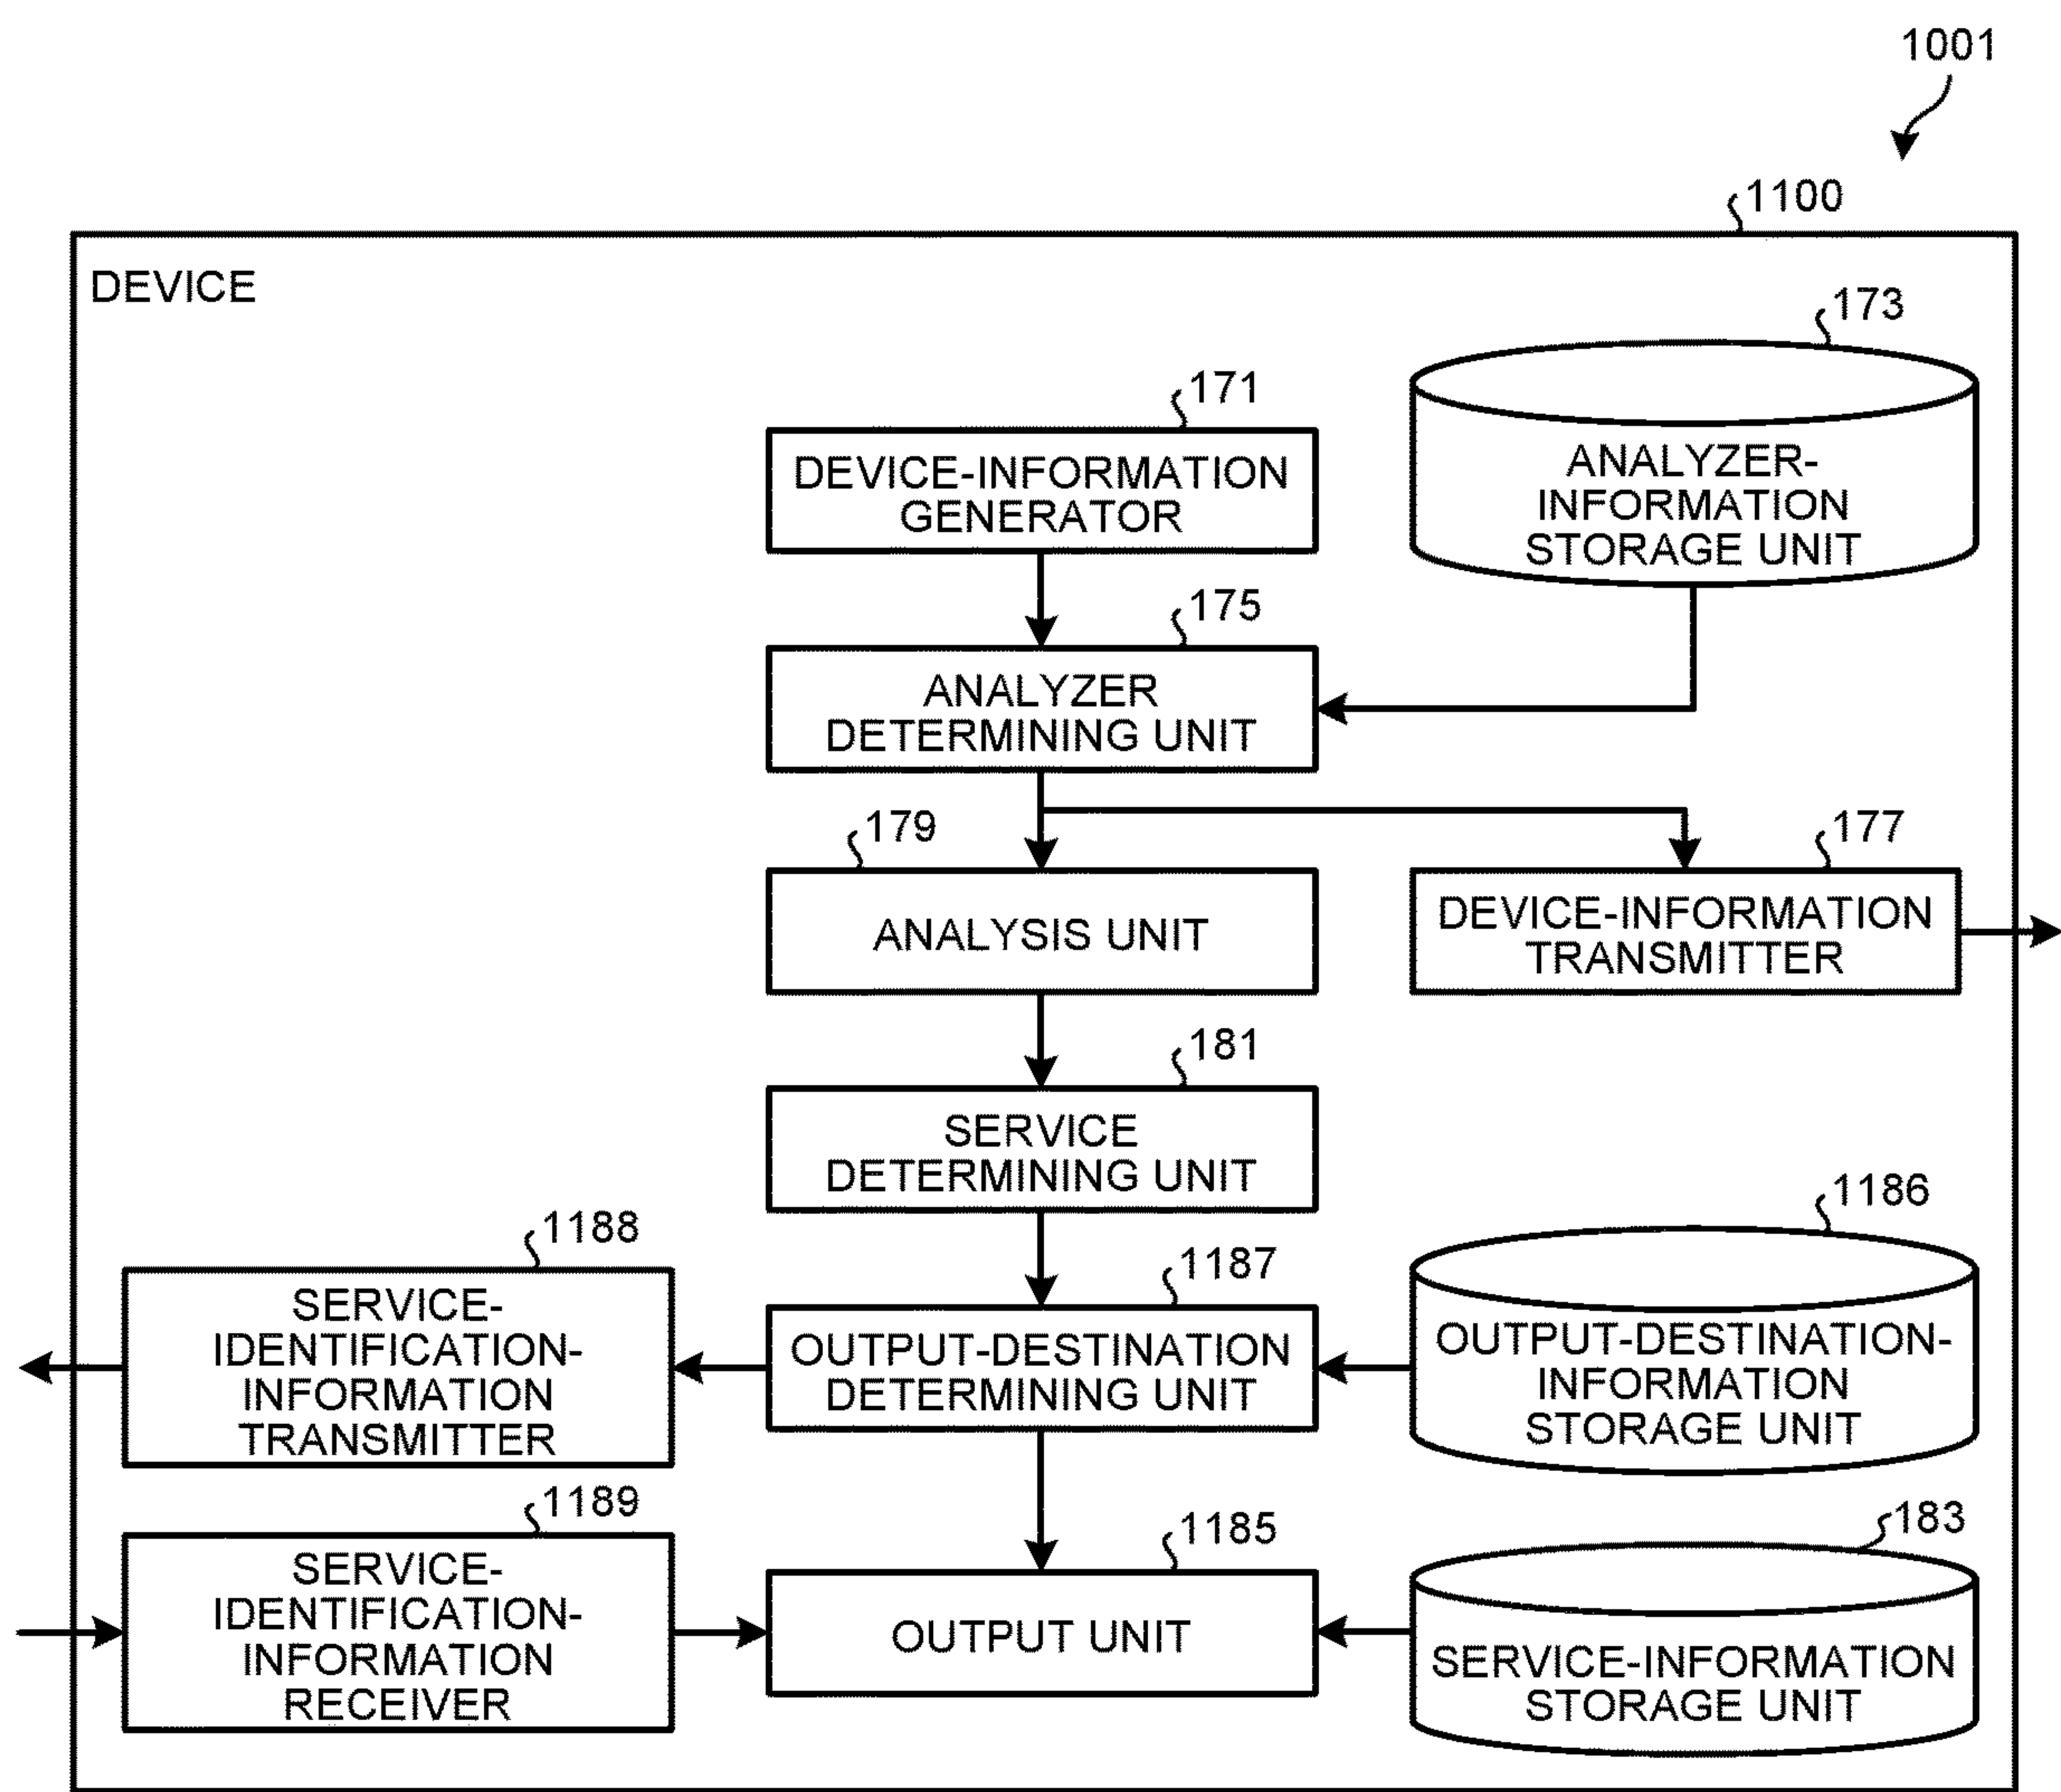 1001
1100
DEVICE
173
171
DEVICE-INFORMATION
GENERATOR
ANALYZER-
INFORMATION
STORAGE UNIT
175
ANALYZER
DETERMINING UNIT
179
177
ANALYSIS UNIT
DEVICE-INFORMATION
TRANSMITTER
181
SERVICE
DETERMINING UNIT
1186
1188
1187
SERVICE-
IDENTIFICATION-
INFORMATION
TRANSMITTER
OUTPUT-DESTINATION
DETERMINING UNIT
OUTPUT-DESTINATION-
INFORMATION
STORAGE UNIT
1189
1185
183
SERVICE-
IDENTIFICATION-
INFORMATION
RECEIVER
OUTPUT UNIT
SERVICE-INFORMATION
STORAGE UNIT